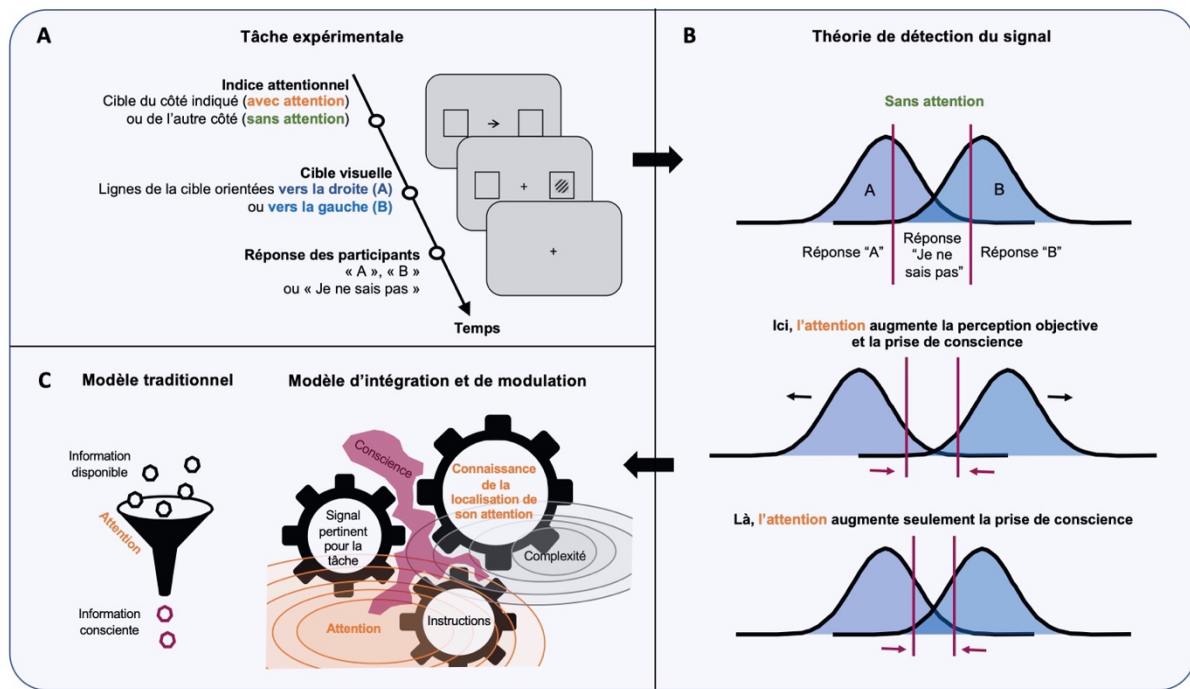 A
Tâche expérimentale
Indice attentionnel
Cible du côté indiqué (avec attention)
ou de l'autre côté (sans attention)
Cible visuelle
Lignes de la cible orientées vers la droite (A)
ou vers la gauche (B)
Réponse des participants
« A », « B »
ou « Je ne sais pas »
Temps
B
Théorie de détection du signal
Sans attention
A
B
Réponse "A"
Réponse
"Je ne
sais pas"
Réponse "B"
Ici, l'attention augmente la perception objective
et la prise de conscience
Là, l'attention augmente seulement la prise de conscience
C
Modèle traditionnel
Information
disponible
Attention
Information
consciente
Modèle d'intégration et de modulation
Conscience
Connaissance
de la
localisation de
son attention
Signal
pertinent
pour la
tâche
Complexité
Attention
Instructions